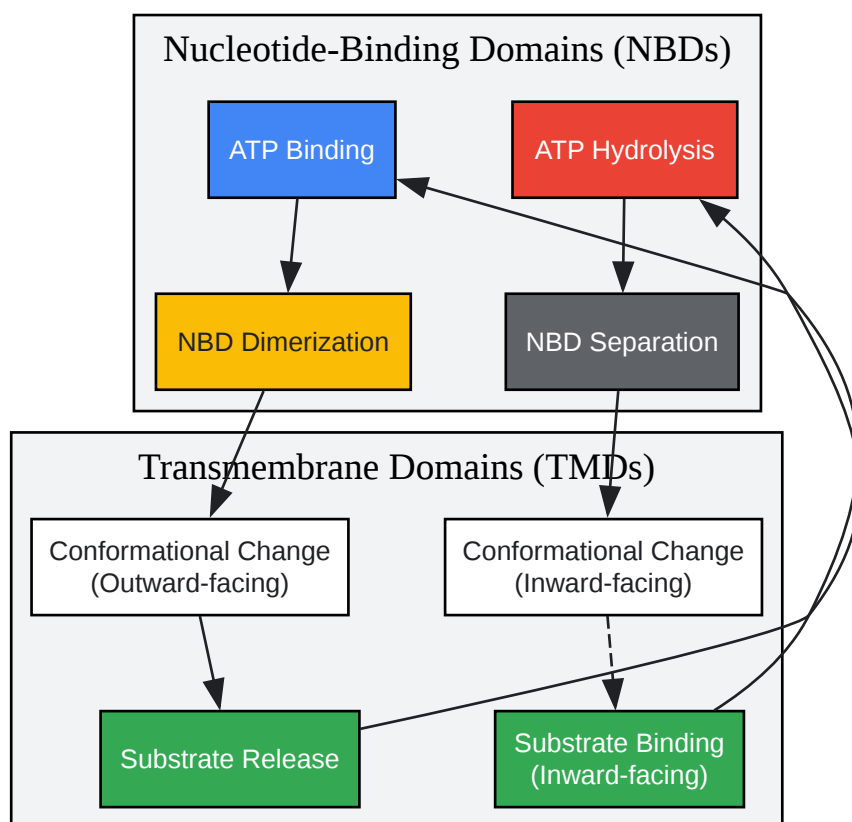 Nucleotide-Binding Domains (NBDs)
ATP Binding
ATP Hydrolysis
NBD Dimerization
NBD Separation
Transmembrane Domains (TMDs)
Conformational Change
(Outward-facing)
Conformational Change
(Inward-facing)
Substrate Release
Substrate Binding
(Inward-facing)